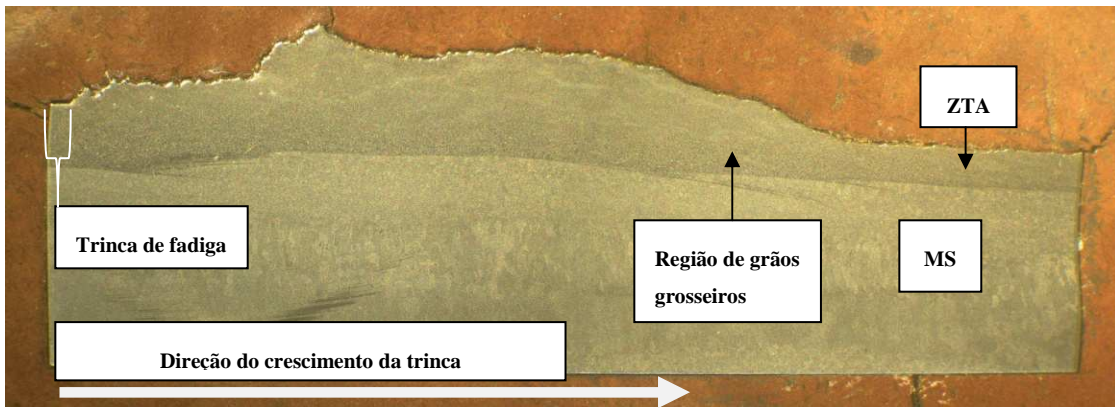 ZTA
Trinca de fadiga
Região de grãos
grosseiros
MS
Direção do crescimento da trinca